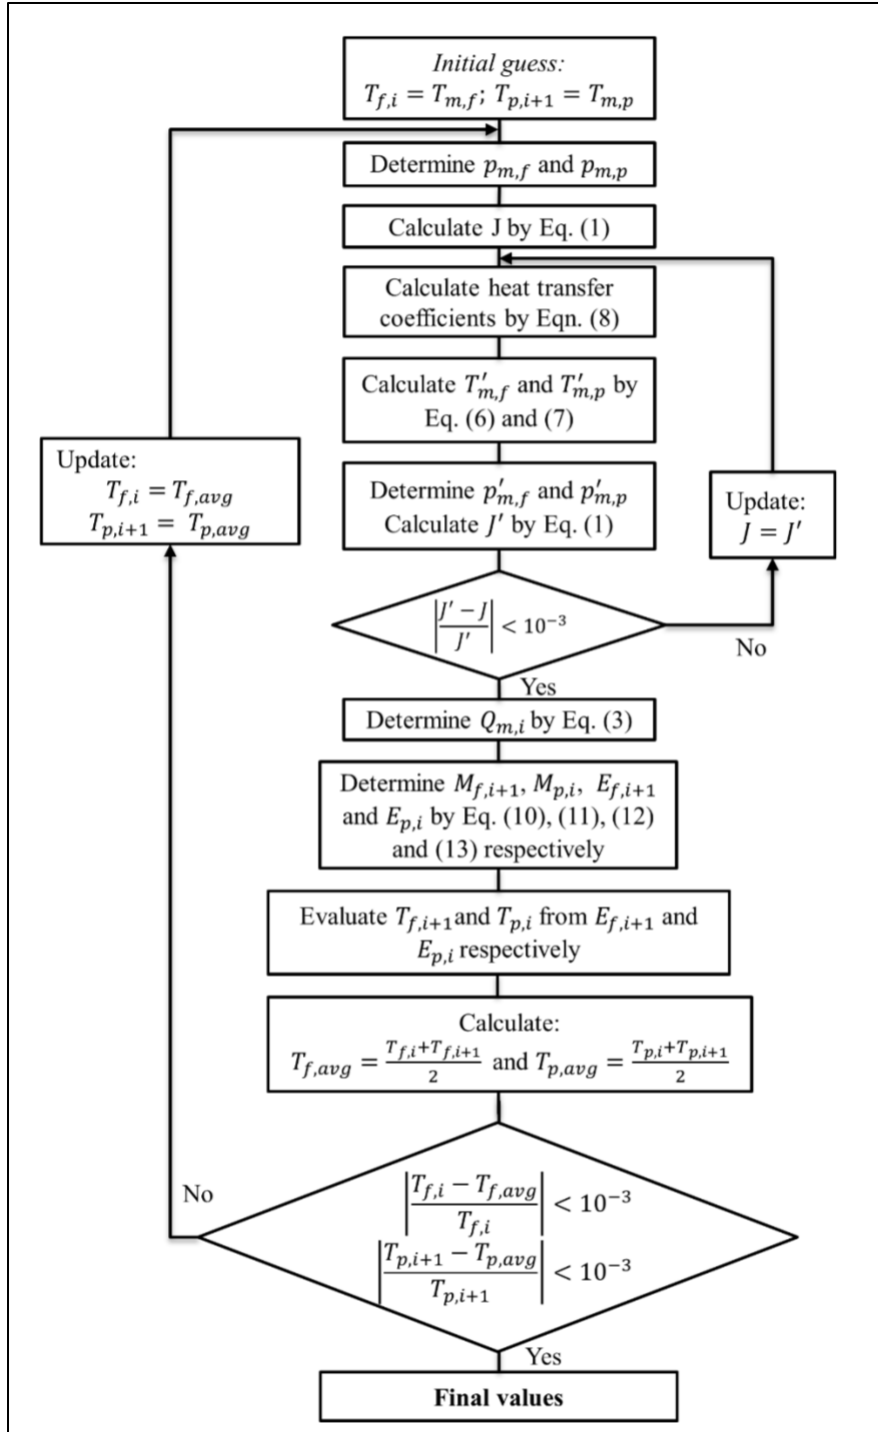 Initial guess:
T_{f,i} = T_{m,f}; T_{p,i+1} = T_{m,p}
Determine p_{m,f} and p_{m,p}
Calculate J by Eq. (1)
Calculate heat transfer
coefficients by Eqn. (8)
Calculate T'_{m,f} and T'_{m,p} by
Eq. (6) and (7)
Update:
T_{f,i} = T_{f,avg}
T_{p,i+1} = T_{p,avg}
Determine p'_{m,f} and p'_{m,p}
Calculate J' by Eq. (1)
Update:
J = J'
|(J' − J)/J'| < 10^{−3}
No
Yes
Determine Q_{m,i} by Eq. (3)
Determine M_{f,i+1}, M_{p,i}, E_{f,i+1}
and E_{p,i} by Eq. (10), (11), (12)
and (13) respectively
Evaluate T_{f,i+1} and T_{p,i} from E_{f,i+1} and
E_{p,i} respectively
Calculate:
T_{f,avg} = (T_{f,i}+T_{f,i+1})/2 and T_{p,avg} = (T_{p,i}+T_{p,i+1})/2
No
|(T_{f,i} − T_{f,avg})/T_{f,i}| < 10^{−3}
|(T_{p,i+1} − T_{p,avg})/T_{p,i+1}| < 10^{−3}
Yes
Final values